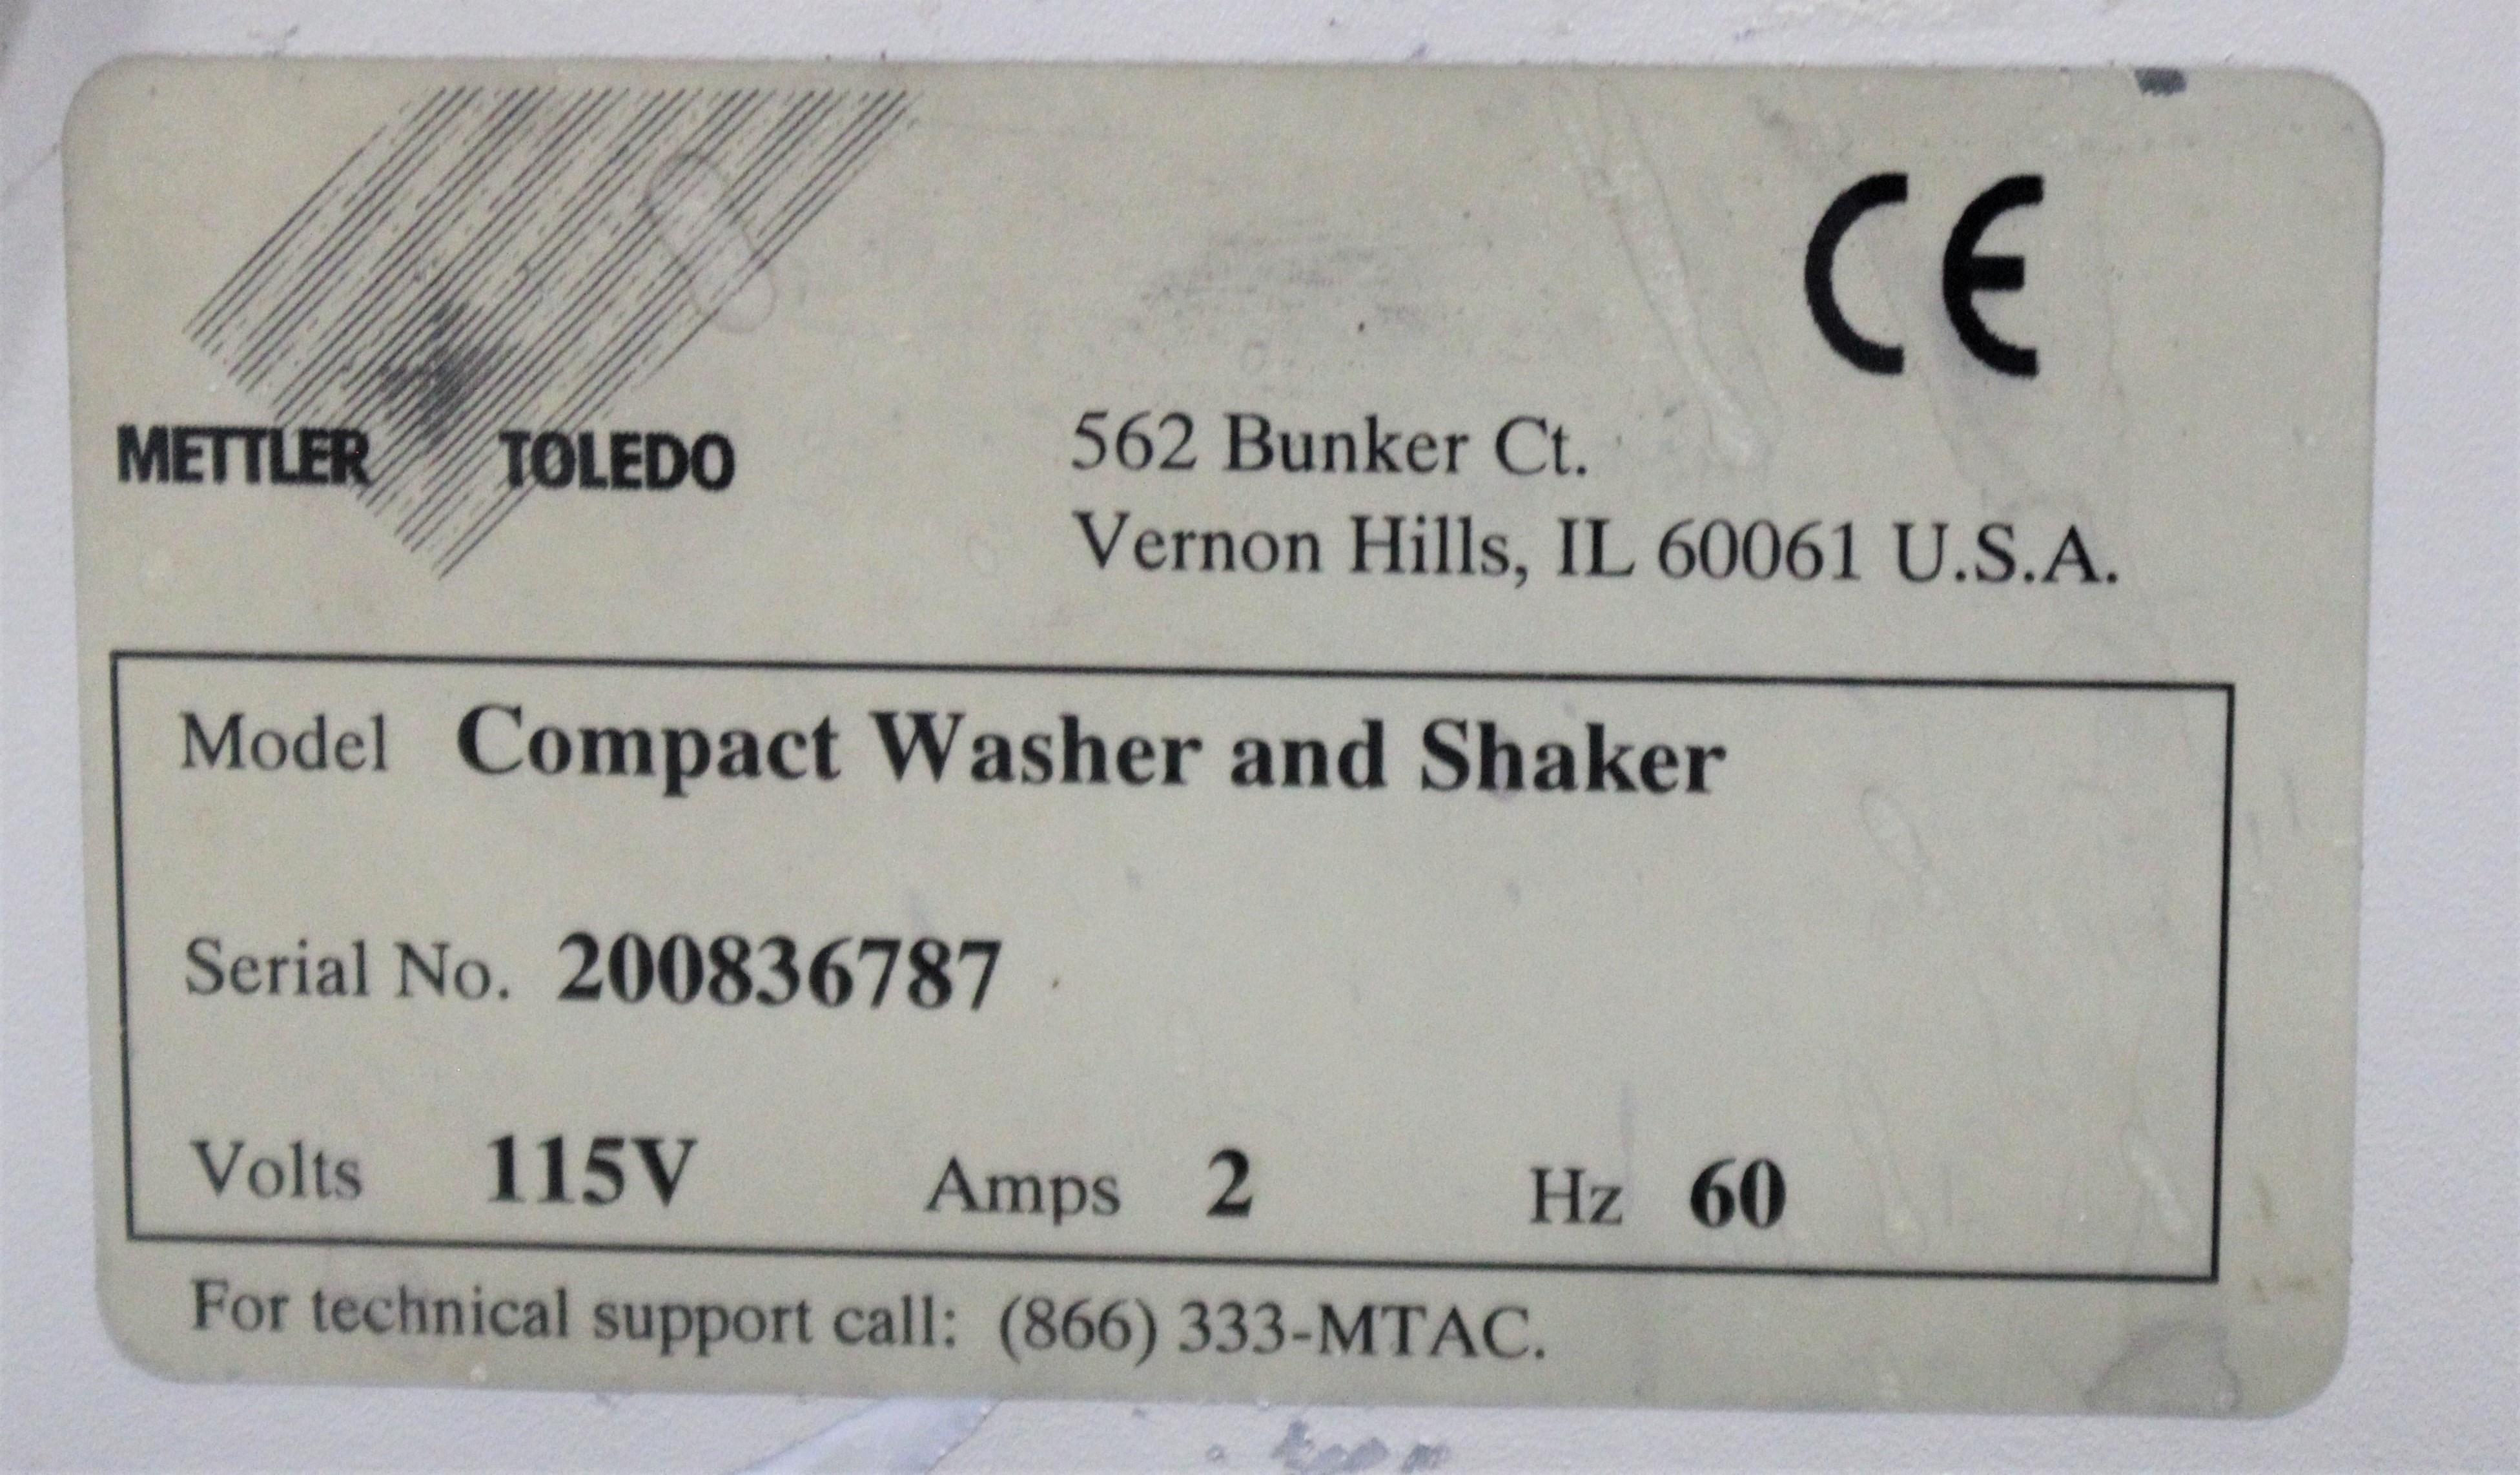 METTLER TOLEDO
CE
562 Bunker Ct.
Vernon Hills, IL 60061 U.S.A.
Model Compact Washer and Shaker
Serial No. 200836787
Volts 115V Amps 2 Hz 60
For technical support call: (866) 333-MTAC.